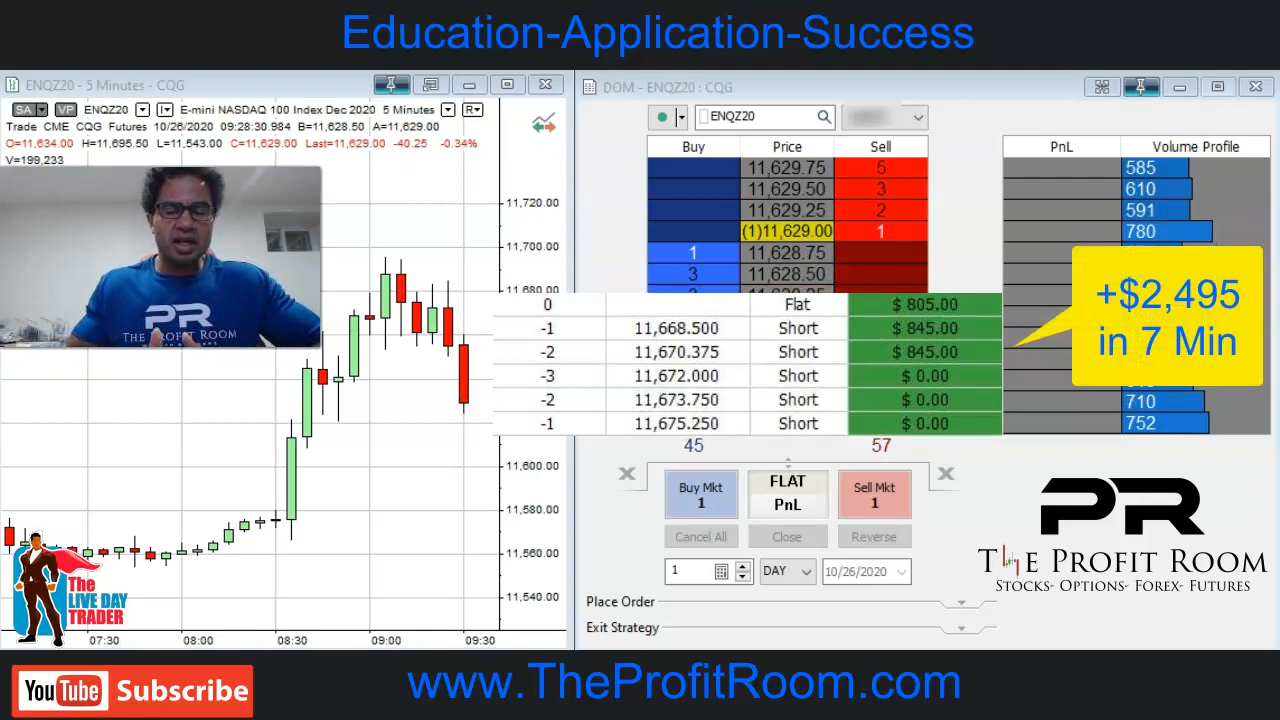 Education-Application-Success
ENQZ20 - 5 Minutes - CQG
SA VP ENQZ20 E-mini NASDAQ 100 Index Dec 2020 5 Minutes R
Trade CME CQG Futures 10/26/2020 09:28:30.984 B=11,628.50 A=11,629.00
O=11,634.00 H=11,695.50 L=11,543.00 C=11,629.00 Last=11,629.00 -40.25 -0.34%
V=199,233
11,720.00
11,700.00
11,680.00
11,600.00
11,580.00
11,560.00
11,540.00
07:30 08:00 08:30 09:00 09:30
PR
THE PROFIT ROOM
The
LIVE DAY
TRADER
DOM - ENQZ20 : CQG
ENQZ20
Buy Price Sell PnL Volume Profile
11,629.75 5 585
11,629.50 3 610
11,629.25 2 591
(1)11,629.00 1 780
1 11,628.75
3 11,628.50
0 Flat $ 805.00
-1 11,668.500 Short $ 845.00
-2 11,670.375 Short $ 845.00
-3 11,672.000 Short $ 0.00
-2 11,673.750 Short $ 0.00
-1 11,675.250 Short $ 0.00
+$2,495
in 7 Min
710
752
45 57
Buy Mkt
1
FLAT
PnL
Sell Mkt
1
Cancel All Close Reverse
1 DAY 10/26/2020
Place Order
Exit Strategy
PR
THE PROFIT ROOM
STOCKS- OPTIONS- FOREX- FUTURES
YouTube Subscribe
www.TheProfitRoom.com